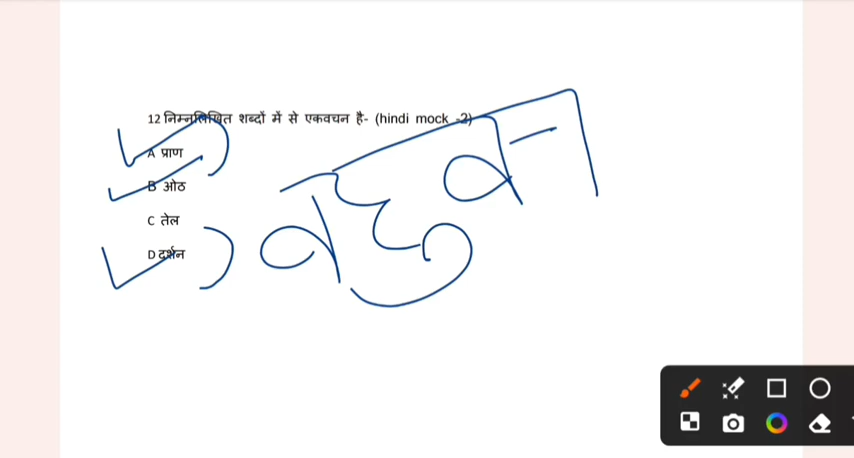 12 निम्नलिखित शब्दों में से एकवचन है- (hindi mock -2)
A प्राण
B ओठ
C तेल
D दर्शन
बहुवचन